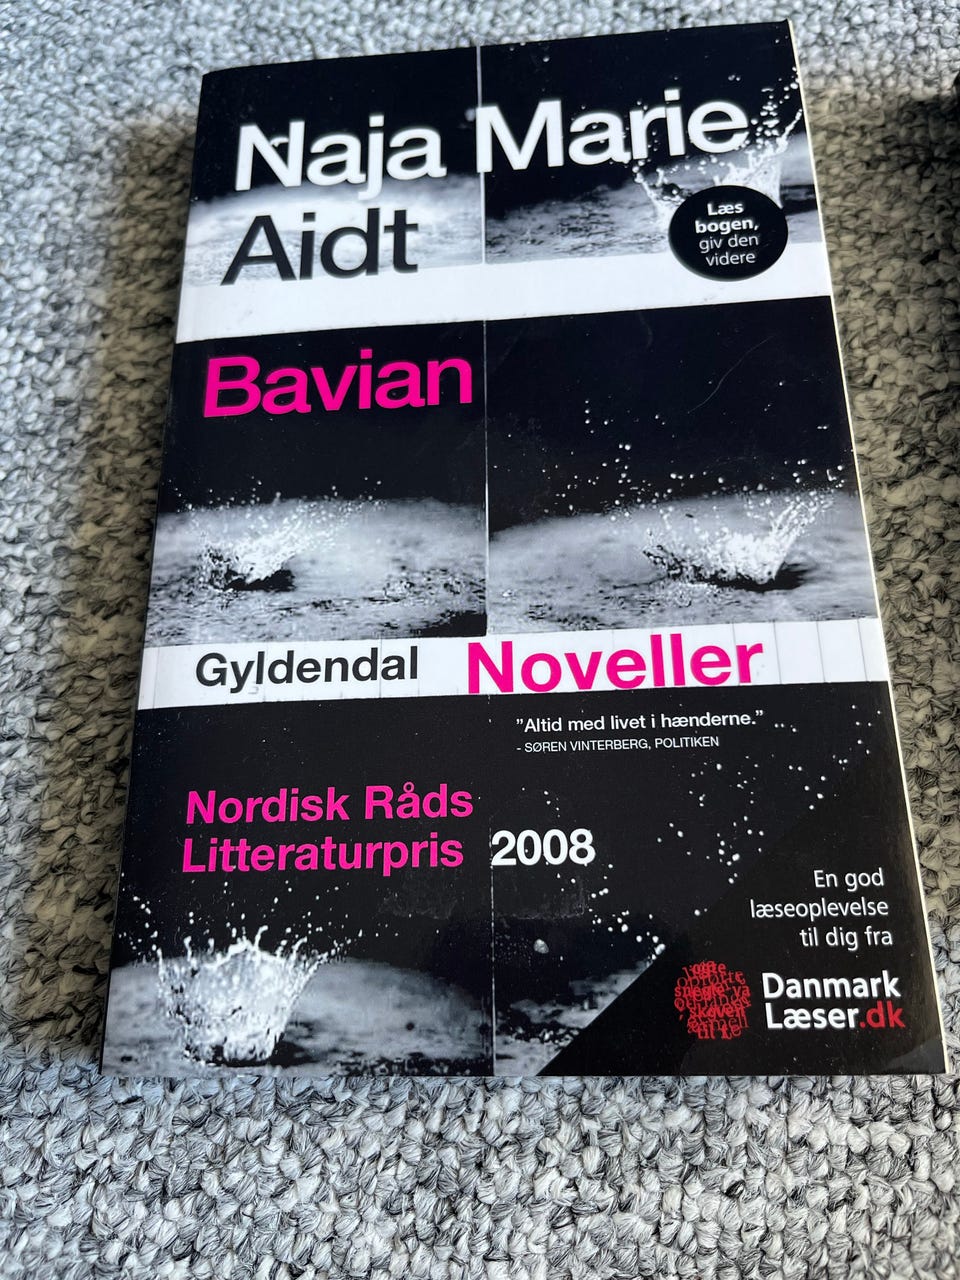 Naja Marie
Aidt
Læs
bogen,
giv den
videre
Bavian
Gyldendal
Noveller
”Altid med livet i hænderne.”
- SØREN VINTERBERG, POLITIKEN
Nordisk Råds
Litteraturpris 2008
En god
læseoplevelse
til dig fra
Danmark
Læser.dk